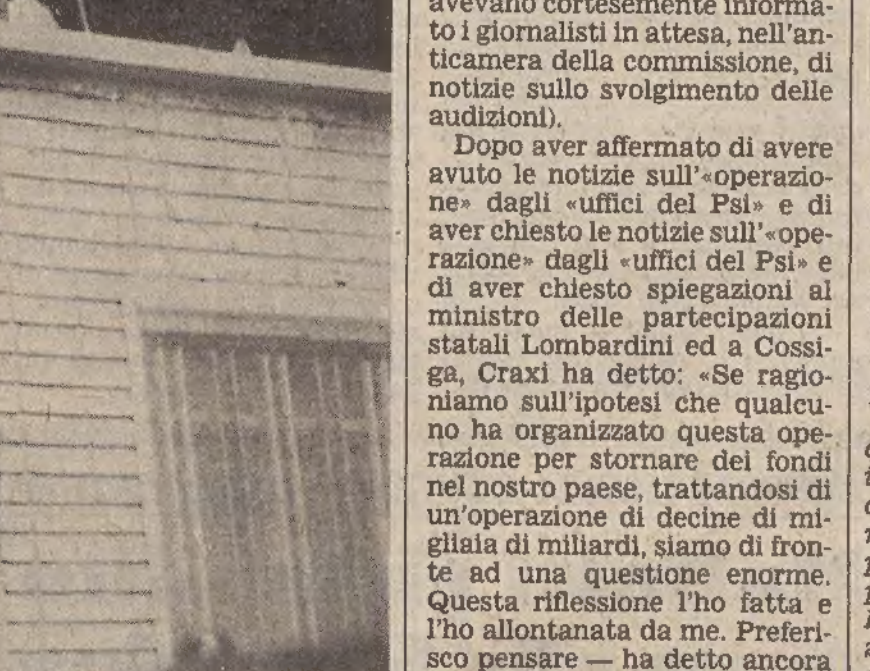 avevano cortesemente informa-
to i giornalisti in attesa, nell'an-
ticamera della commissione, di
notizie sullo svolgimento delle
audizioni).
Dopo aver affermato di avere
avuto le notizie sull'«operazio-
ne» dagli «uffici del Psi» e di
aver chiesto le notizie sull'«ope-
razione» dagli «uffici del Psi» e
di aver chiesto spiegazioni al
ministro delle partecipazioni
statali Lombardini ed a Cossi-
ga, Craxi ha detto: «Se ragio-
niamo sull'ipotesi che qualcu-
no ha organizzato questa ope-
razione per stornare dei fondi
nel nostro paese, trattandosi di
un'operazione di decine di mi-
gliaia di miliardi, siamo di fron-
te ad una questione enorme.
Questa riflessione l'ho fatta e
l'ho allontanata da me. Preferi-
sco pensare — ha detto ancora